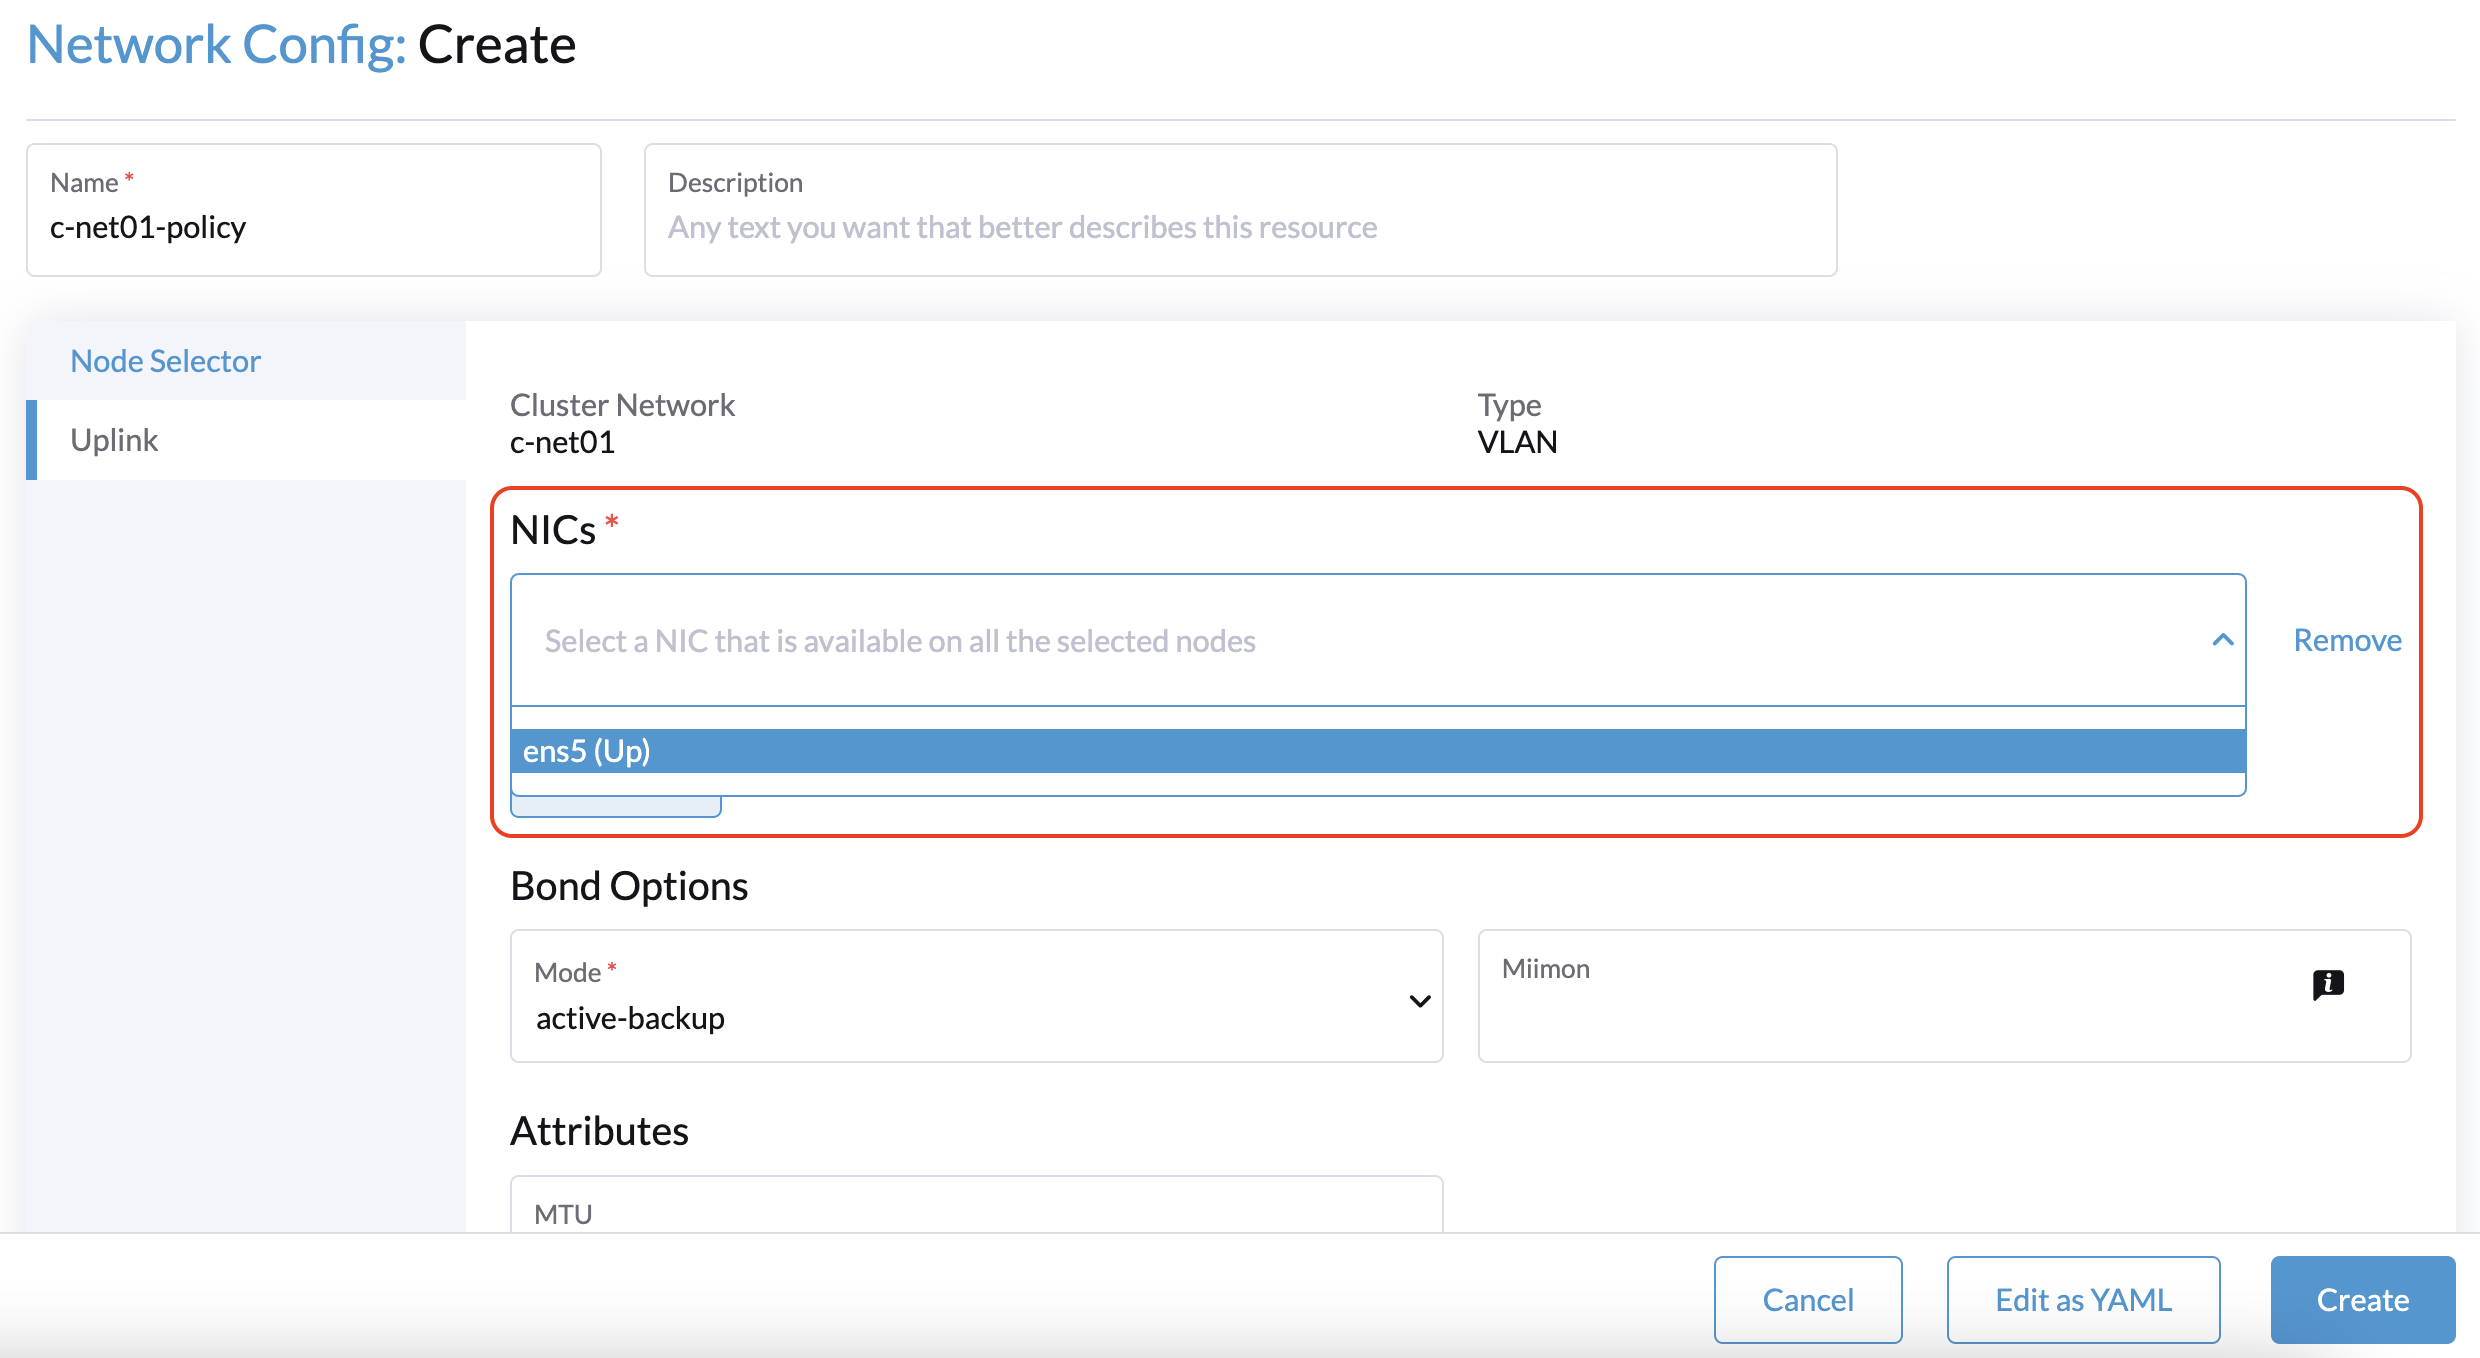 Network Config: Create
Name *
c-net01-policy
Description
Any text you want that better describes this resource
Node Selector
Uplink
Cluster Network
c-net01
Type
VLAN
NICs *
Select a NIC that is available on all the selected nodes
Remove
ens5 (Up)
Bond Options
Mode *
active-backup
Miimon
i
Attributes
MTU
Cancel
Edit as YAML
Create